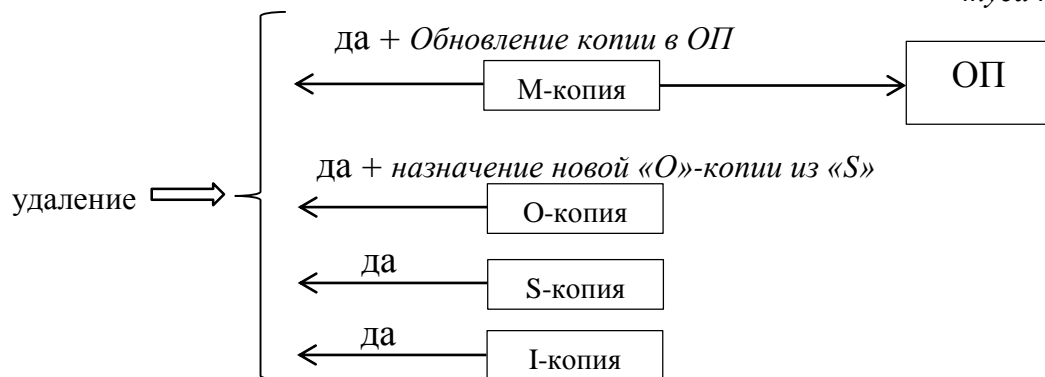 да + Обновление копии в ОП
М-копия
ОП
да + назначение новой «О»-копии из «S»
удаление
О-копия
да
S-копия
да
I-копия